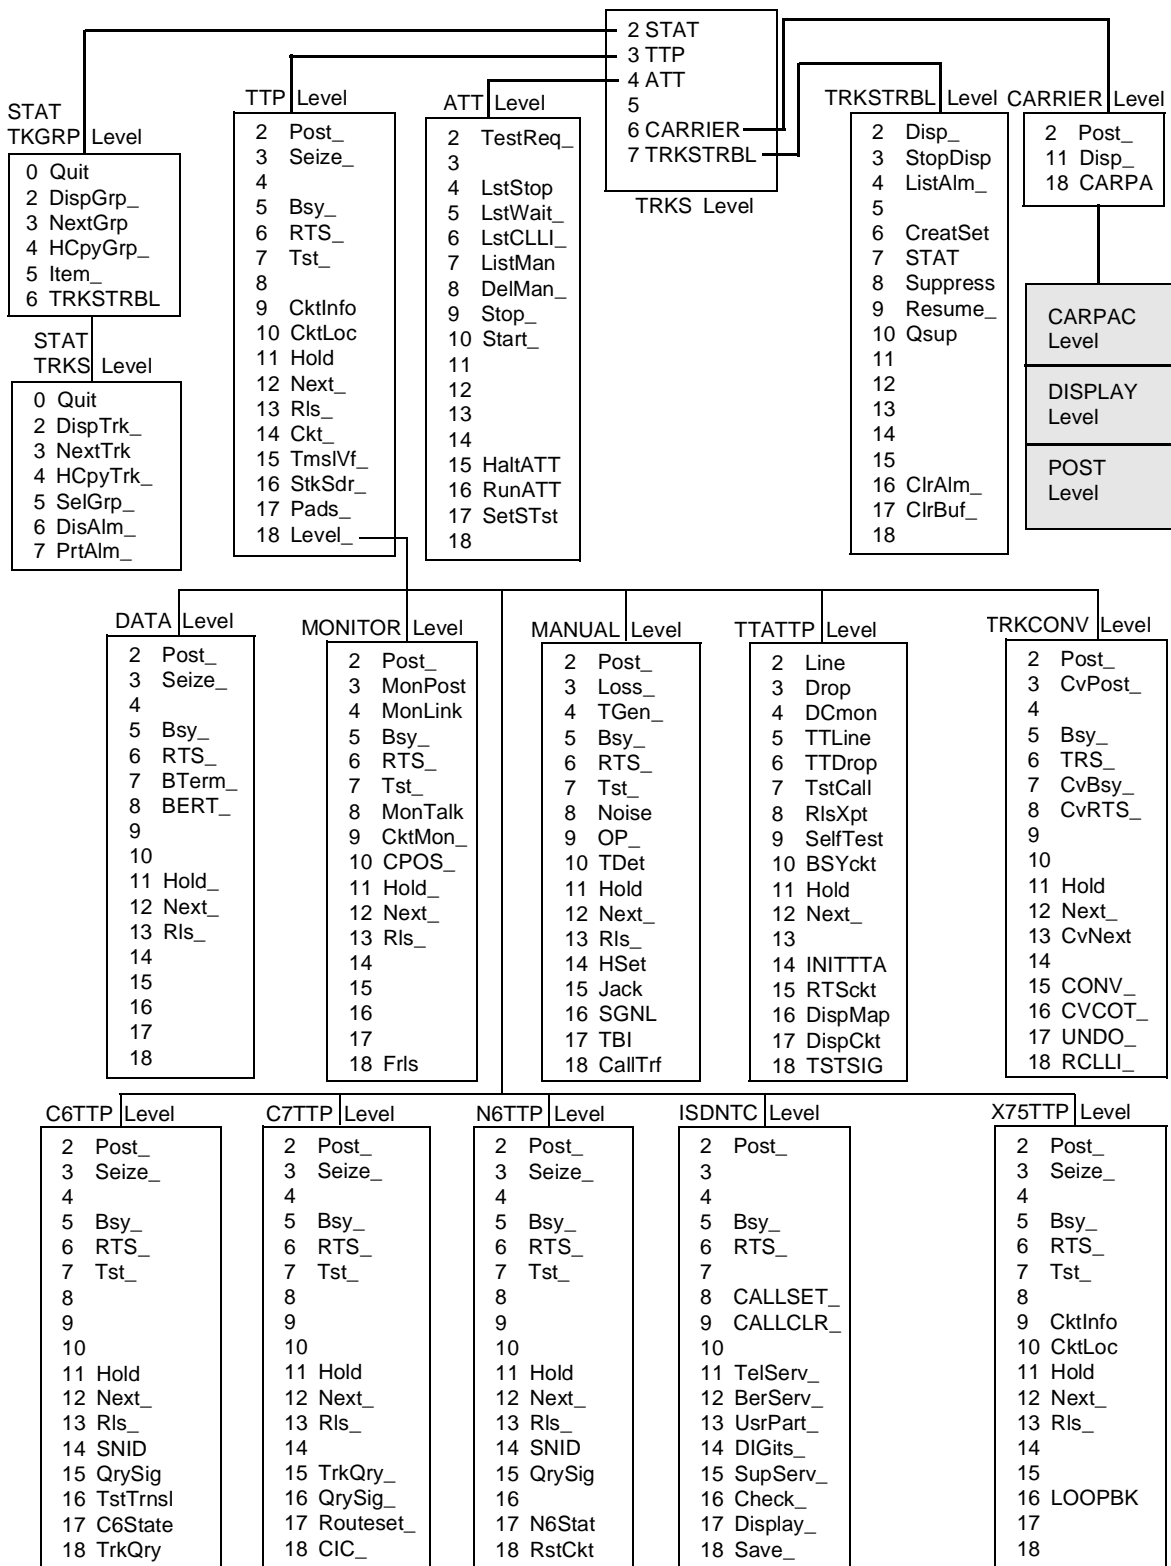 2 STAT
3 TTP
4 ATT
5
6 CARRIER
7 TRKSTRBL
TRKS Level
STAT
TKGRP Level
0 Quit
2 DispGrp_
3 NextGrp
4 HCpyGrp_
5 Item_
6 TRKSTRBL
STAT
TRKS Level
0 Quit
2 DispTrk_
3 NextTrk
4 HCpyTrk_
5 SelGrp_
6 DisAlm_
7 PrtAlm_
TTP Level
2 Post_
3 Seize_
4
5 Bsy_
6 RTS_
7 Tst_
8
9 CktInfo
10 CktLoc
11 Hold
12 Next_
13 Rls_
14 Ckt_
15 TmslVf_
16 StkSdr_
17 Pads_
18 Level_
ATT Level
2 TestReq_
3
4 LstStop
5 LstWait_
6 LstCLLI_
7 ListMan
8 DelMan_
9 Stop_
10 Start_
11
12
13
14
15 HaltATT
16 RunATT
17 SetSTst
18
TRKSTRBL Level
2 Disp_
3 StopDisp
4 ListAlm_
5
6 CreatSet
7 STAT
8 Suppress
9 Resume_
10 Qsup
11
12
13
14
15
16 ClrAlm_
17 ClrBuf_
18
CARRIER Level
2 Post_
11 Disp_
18 CARPA
CARPAC
Level
DISPLAY
Level
POST
Level
DATA Level
2 Post_
3 Seize_
4
5 Bsy_
6 RTS_
7 BTerm_
8 BERT_
9
10
11 Hold_
12 Next_
13 Rls_
14
15
16
17
18
MONITOR Level
2 Post_
3 MonPost
4 MonLink
5 Bsy_
6 RTS_
7 Tst_
8 MonTalk
9 CktMon_
10 CPOS_
11 Hold_
12 Next_
13 Rls_
14
15
16
17
18 Frls
MANUAL Level
2 Post_
3 Loss_
4 TGen_
5 Bsy_
6 RTS_
7 Tst_
8 Noise
9 OP_
10 TDet
11 Hold
12 Next_
13 Rls_
14 HSet
15 Jack
16 SGNL
17 TBI
18 CallTrf
TTATTP Level
2 Line
3 Drop
4 DCmon
5 TTLine
6 TTDrop
7 TstCall
8 RlsXpt
9 SelfTest
10 BSYckt
11 Hold
12 Next_
13
14 INITTTA
15 RTSckt
16 DispMap
17 DispCkt
18 TSTSIG
TRKCONV Level
2 Post_
3 CvPost_
4
5 Bsy_
6 TRS_
7 CvBsy_
8 CvRTS_
9
10
11 Hold
12 Next_
13 CvNext
14
15 CONV_
16 CVCOT_
17 UNDO_
18 RCLLI_
C6TTP Level
2 Post_
3 Seize_
4
5 Bsy_
6 RTS_
7 Tst_
8
9
10
11 Hold
12 Next_
13 Rls_
14 SNID
15 QrySig
16 TstTrnsl
17 C6State
18 TrkQry
C7TTP Level
2 Post_
3 Seize_
4
5 Bsy_
6 RTS_
7 Tst_
8
9
10
11 Hold
12 Next_
13 Rls_
14
15 TrkQry_
16 QrySig_
17 Routeset_
18 CIC_
N6TTP Level
2 Post_
3 Seize_
4
5 Bsy_
6 RTS_
7 Tst_
8
9
10
11 Hold
12 Next_
13 Rls_
14 SNID
15 QrySig
16
17 N6Stat
18 RstCkt
ISDNTC Level
2 Post_
3
4
5 Bsy_
6 RTS_
7
8 CALLSET_
9 CALLCLR_
10
11 TelServ_
12 BerServ_
13 UsrPart_
14 DIGits_
15 SupServ_
16 Check_
17 Display_
18 Save_
X75TTP Level
2 Post_
3 Seize_
4
5 Bsy_
6 RTS_
7 Tst_
8
9 CktInfo
10 CktLoc
11 Hold
12 Next_
13 Rls_
14
15
16 LOOPBK
17
18